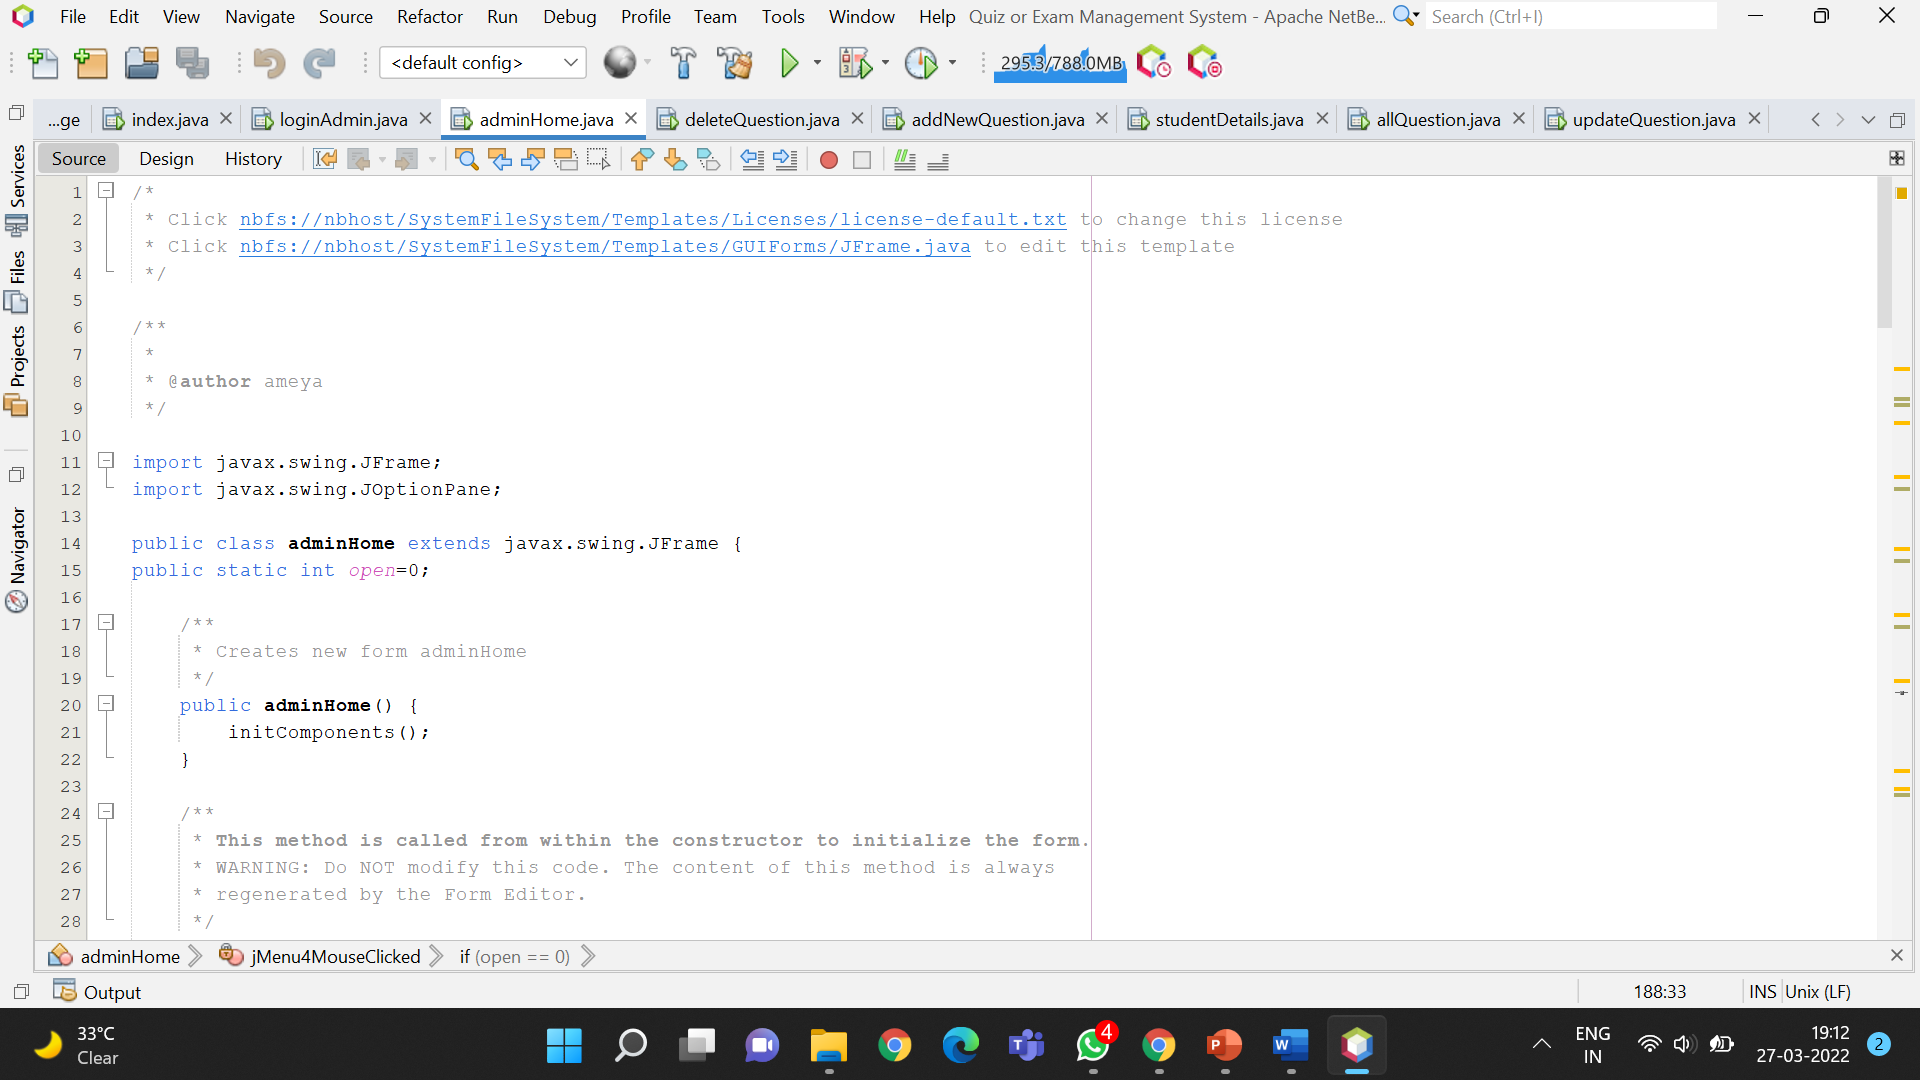 File Edit View Navigate Source Refactor Run Debug Profile Team Tools Window Help Quiz or Exam Management System - Apache NetBe... Search (Ctrl+I)
<default config> 295.3/788.0MB
...ge index.java loginAdmin.java adminHome.java deleteQuestion.java addNewQuestion.java studentDetails.java allQuestion.java updateQuestion.java
Source Design History
Services
Files
Projects
Navigator
1 /*
2 * Click nbfs://nbhost/SystemFileSystem/Templates/Licenses/license-default.txt to change this license
3 * Click nbfs://nbhost/SystemFileSystem/Templates/GUIForms/JFrame.java to edit this template
4 */
5
6 /**
7 *
8 * @author ameya
9 */
10
11 import javax.swing.JFrame;
12 import javax.swing.JOptionPane;
13
14 public class adminHome extends javax.swing.JFrame {
15 public static int open=0;
16
17 /**
18 * Creates new form adminHome
19 */
20 public adminHome() {
21 initComponents();
22 }
23
24 /**
25 * This method is called from within the constructor to initialize the form.
26 * WARNING: Do NOT modify this code. The content of this method is always
27 * regenerated by the Form Editor.
28 */
adminHome jMenu4MouseClicked if (open == 0)
Output 188:33 INS Unix (LF)
33°C
Clear
4
ENG
IN
19:12
27-03-2022
2